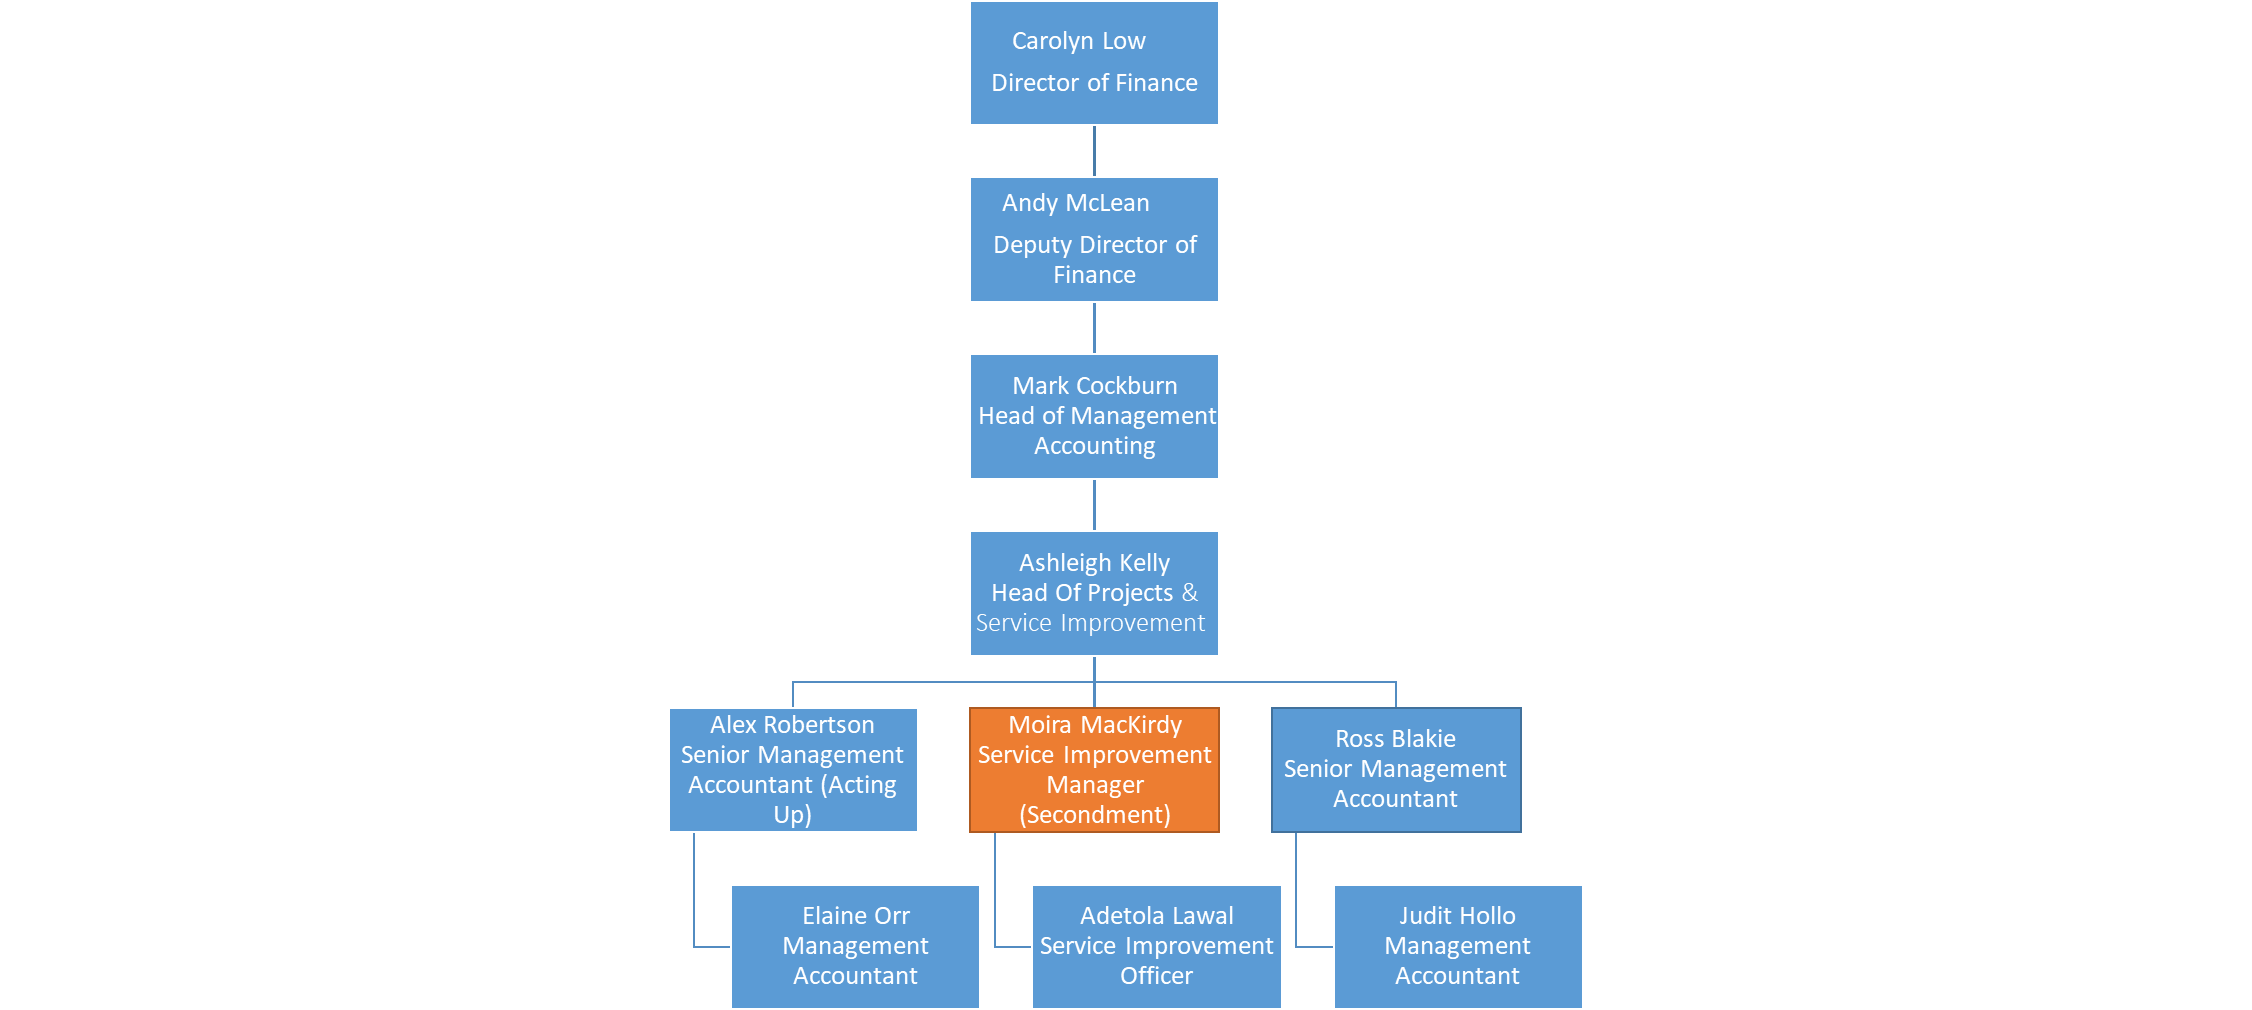 Carolyn Low
Director of Finance
Andy McLean
Deputy Director of
Finance
Mark Cockburn
Head of Management
Accounting
Ashleigh Kelly
Head Of Projects &
Service Improvement
Alex Robertson
Senior Management
Accountant (Acting
Up)
Moira MacKirdy
Service Improvement
Manager
(Secondment)
Ross Blakie
Senior Management
Accountant
Elaine Orr
Management
Accountant
Adetola Lawal
Service Improvement
Officer
Judit Hollo
Management
Accountant